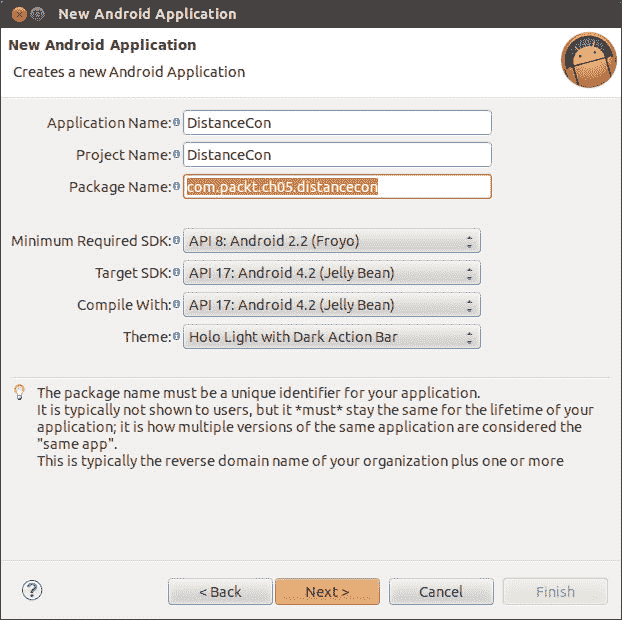 New Android Application
New Android Application
Creates a new Android Application
Application Name: DistanceCon
Project Name: DistanceCon
Package Name: com.packt.ch05.distancecon
Minimum Required SDK: API 8: Android 2.2 (Froyo)
Target SDK: API 17: Android 4.2 (Jelly Bean)
Compile With: API 17: Android 4.2 (Jelly Bean)
Theme: Holo Light with Dark Action Bar
The package name must be a unique identifier for your application.
It is typically not shown to users, but it *must* stay the same for the lifetime of your
application; it is how multiple versions of the same application are considered the
"same app".
This is typically the reverse domain name of your organization plus one or more
?
< Back
Next >
Cancel
Finish